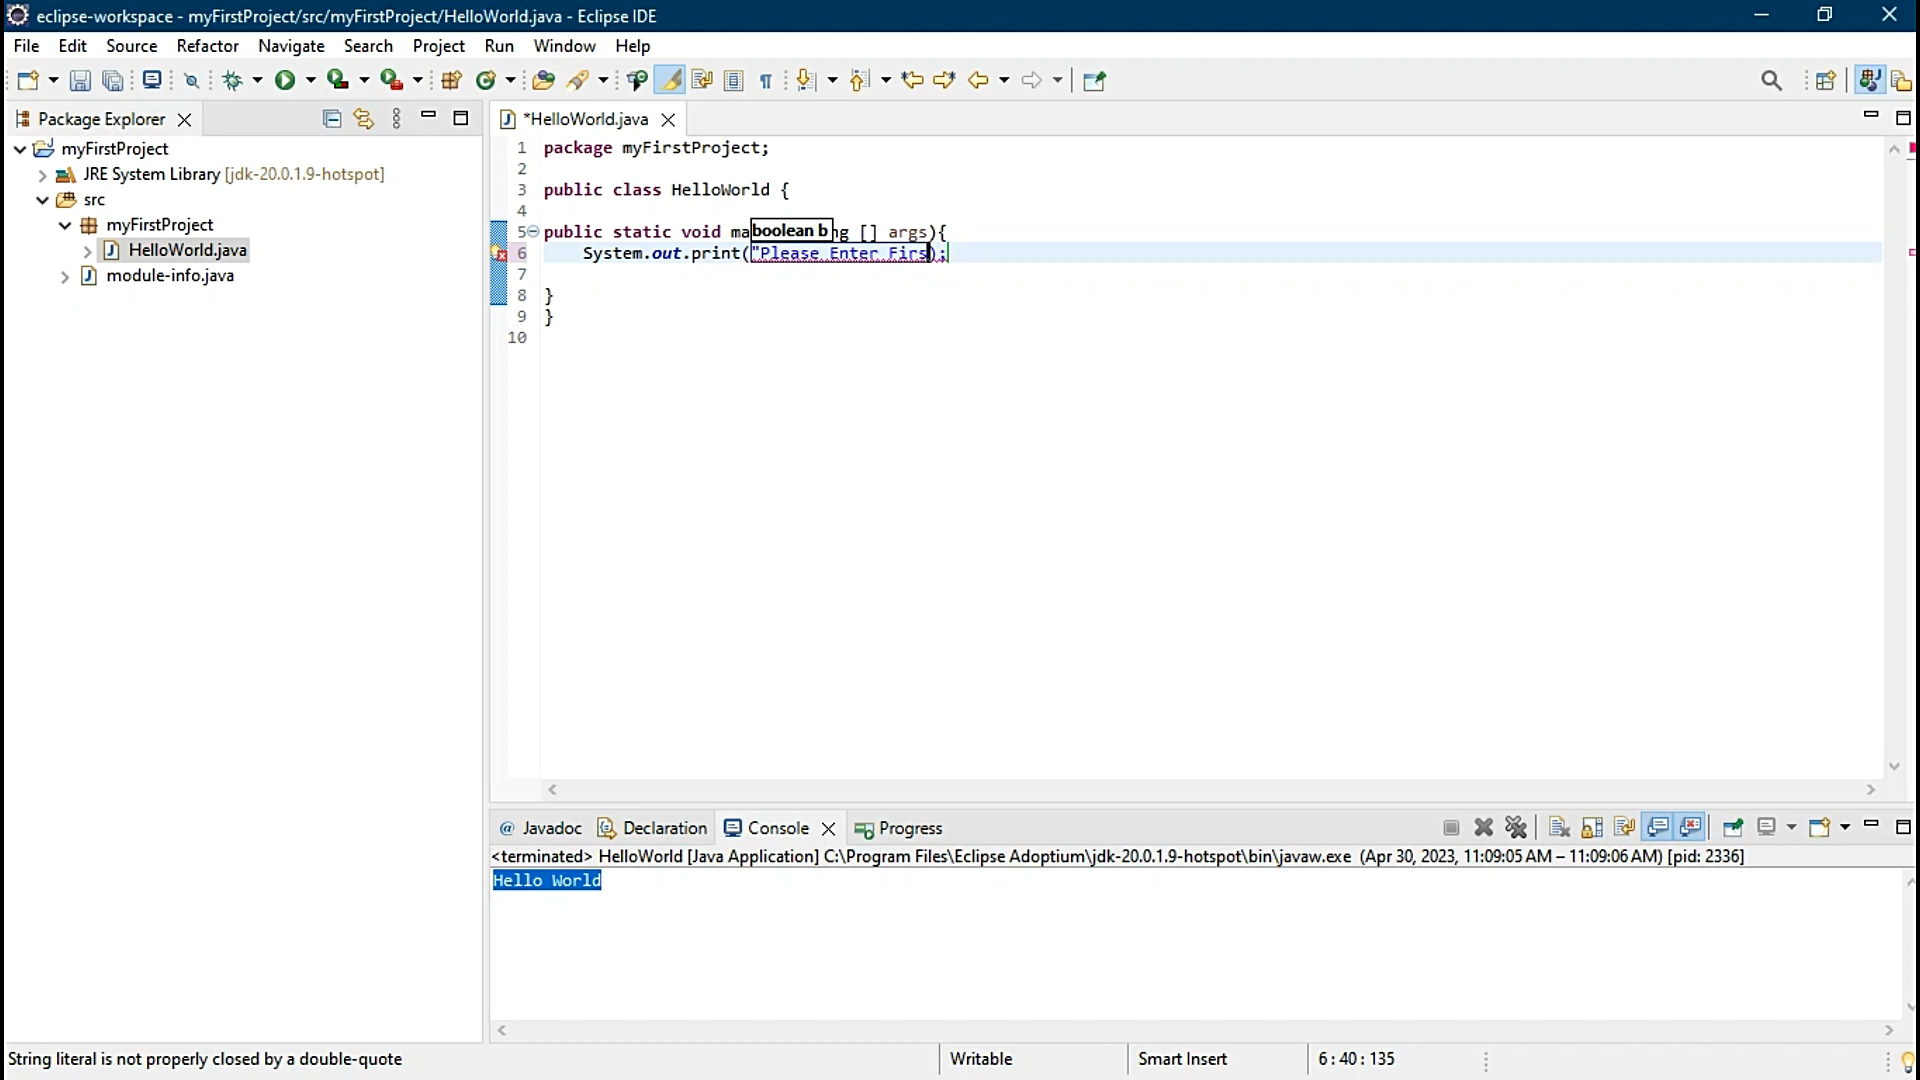 eclipse-workspace - myFirstProject/src/myFirstProject/HelloWorld.java - Eclipse IDE
File Edit Source Refactor Navigate Search Project Run Window Help
Package Explorer
*HelloWorld.java
myFirstProject
JRE System Library [jdk-20.0.1.9-hotspot]
src
myFirstProject
HelloWorld.java
module-info.java
1 package myFirstProject;
2
3 public class HelloWorld {
4
5 public static void ma boolean b ng [] args){
6 System.out.print("Please Enter Firs);
7
8 }
9 }
10
@ Javadoc Declaration Console Progress
<terminated> HelloWorld [Java Application] C:\Program Files\Eclipse Adoptium\jdk-20.0.1.9-hotspot\bin\javaw.exe (Apr 30, 2023, 11:09:05 AM – 11:09:06 AM) [pid: 2336]
Hello World
String literal is not properly closed by a double-quote
Writable
Smart Insert
6 : 40 : 135